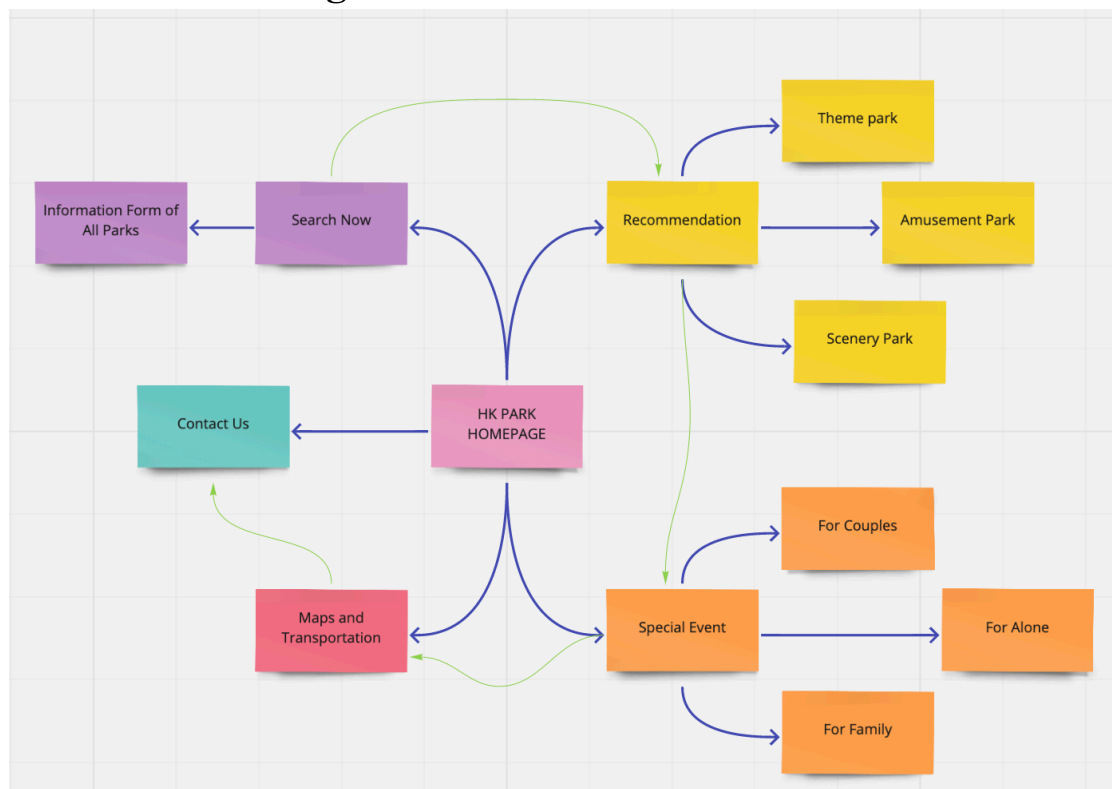 Theme park
Information Form of
All Parks
Search Now
Recommendation
Amusement Park
Scenery Park
Contact Us
HK PARK
HOMEPAGE
For Couples
Maps and
Transportation
Special Event
For Alone
For Family